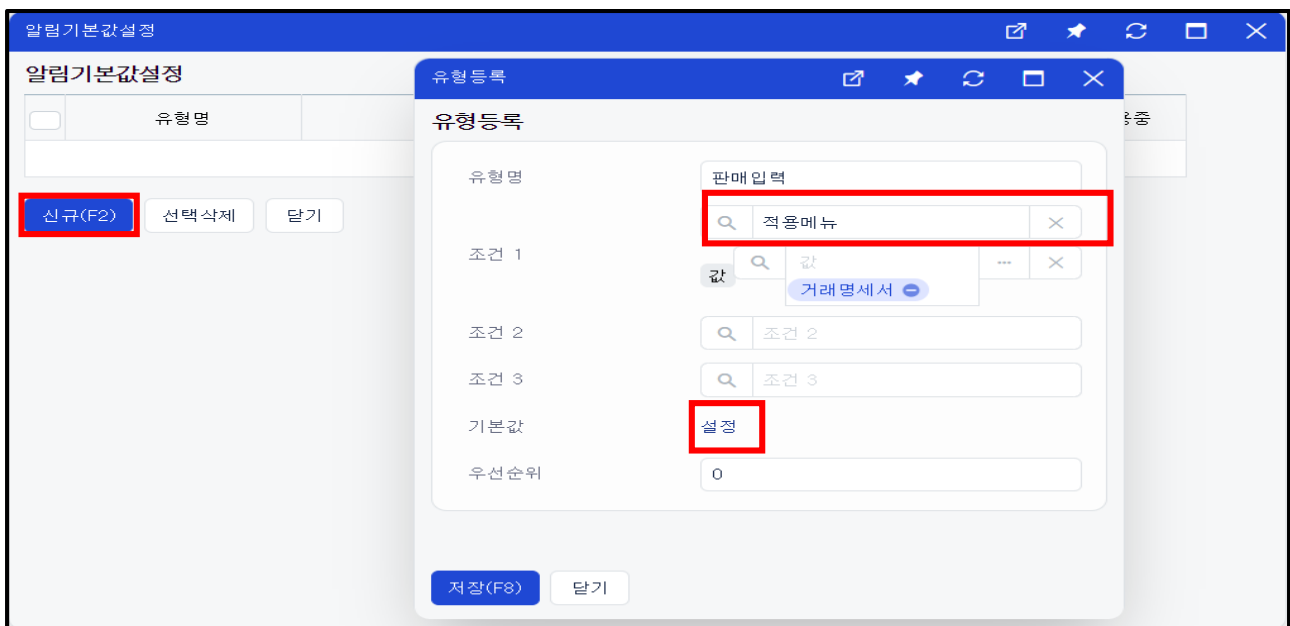 알림기본값설정
알림기본값설정
유형명
신규(F2) 선택삭제 닫기
유형등록
유형등록
유형명 판매입력
적용메뉴
조건 1
값 값
거래명세서
조건 2 조건 2
조건 3 조건 3
기본값 설정
우선순위 0
저장(F8) 닫기